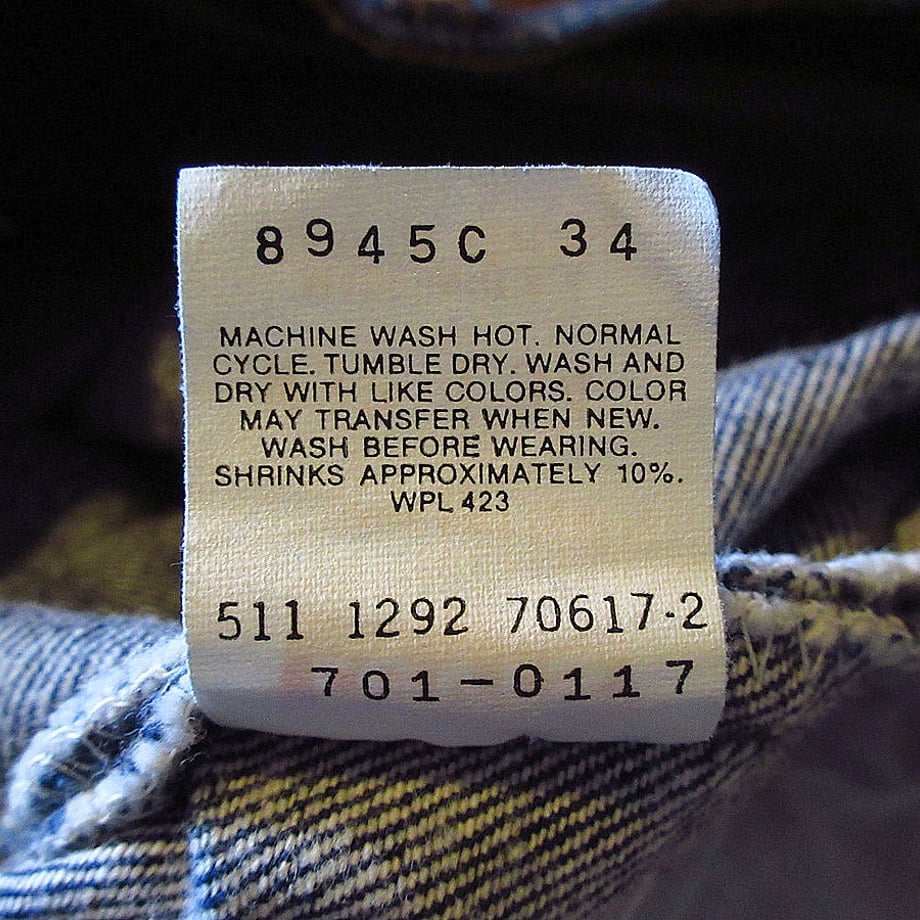 8945C 34
MACHINE WASH HOT. NORMAL
CYCLE. TUMBLE DRY. WASH AND
DRY WITH LIKE COLORS. COLOR
MAY TRANSFER WHEN NEW.
WASH BEFORE WEARING.
SHRINKS APPROXIMATELY 10%.
WPL 423
511 1292 70617-2
701-0117